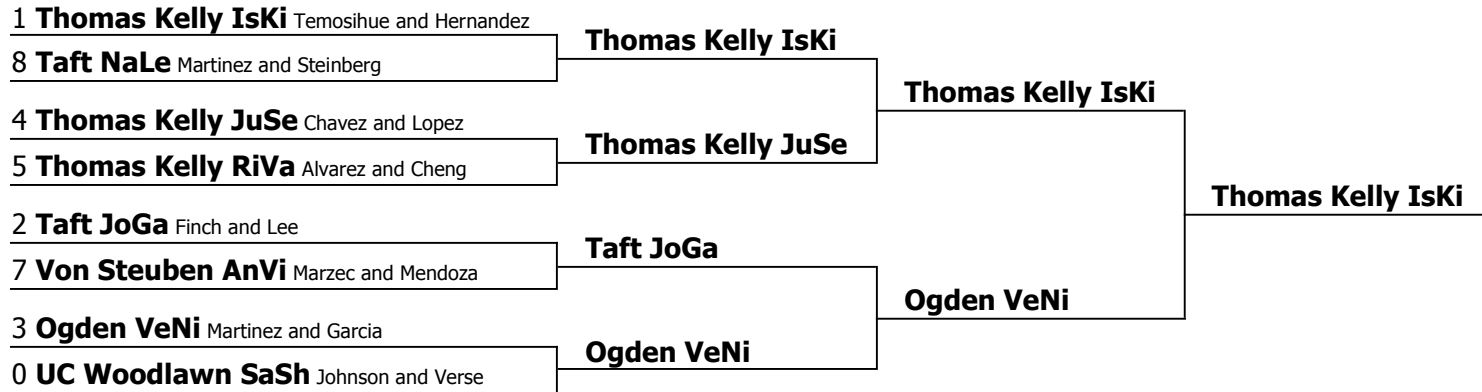 1 Thomas Kelly IsKi Temosihue and Hernandez
8 Taft NaLe Martinez and Steinberg
4 Thomas Kelly JuSe Chavez and Lopez
5 Thomas Kelly RiVa Alvarez and Cheng
2 Taft JoGa Finch and Lee
7 Von Steuben AnVi Marzec and Mendoza
3 Ogden VeNi Martinez and Garcia
0 UC Woodlawn SaSh Johnson and Verse
Thomas Kelly IsKi
Thomas Kelly JuSe
Taft JoGa
Ogden VeNi
Thomas Kelly IsKi
Ogden VeNi
Thomas Kelly IsKi